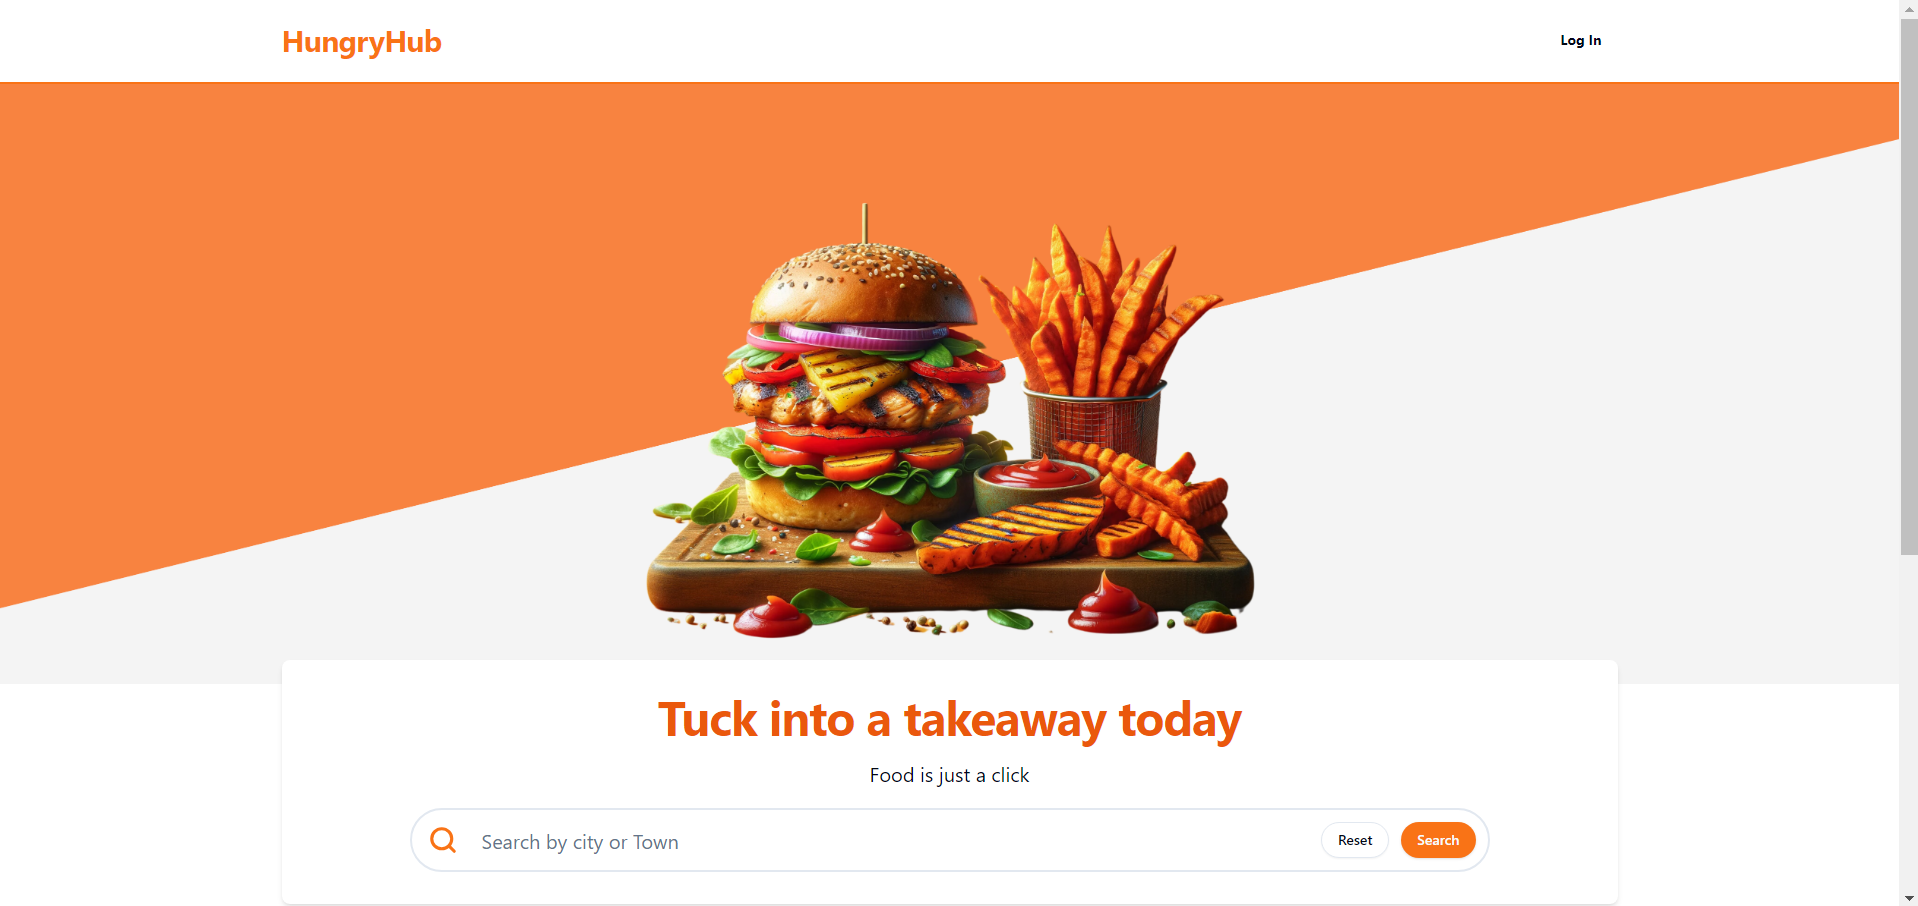 HungryHub
Log In
Tuck into a takeaway today
Food is just a click
Search by city or Town
Reset
Search